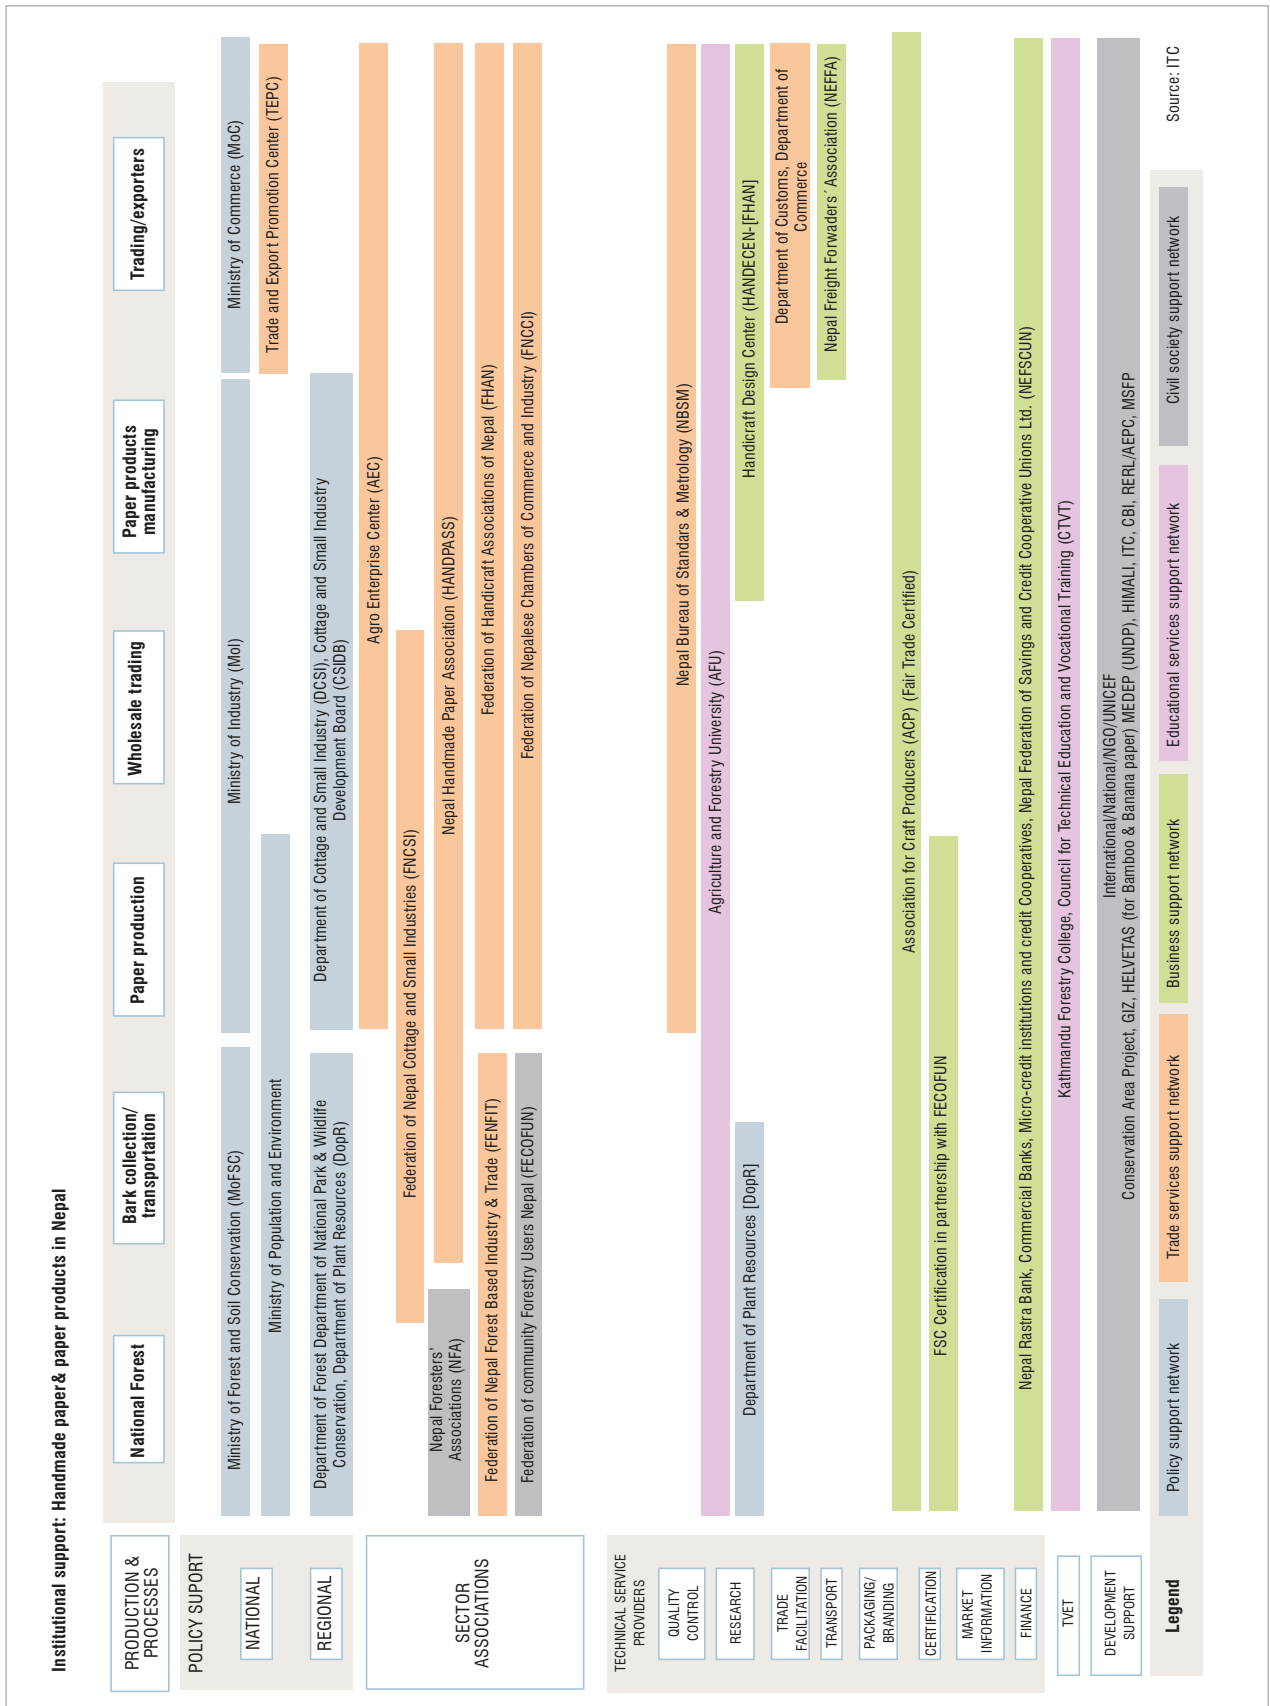 Institutional support: Handmade paper& paper products in Nepal
PRODUCTION &
PROCESSES
National Forest
Bark collection/
transportation
Paper production
Wholesale trading
Paper products
manufacturing
Trading/exporters
POLICY SUPORT
NATIONAL
Ministry of Forest and Soil Conservation (MoFSC)
Ministry of Industry (MoI)
Ministry of Commerce (MoC)
Ministry of Population and Environment
Trade and Export Promotion Center (TEPC)
REGIONAL
Department of Forest Department of National Park & Wildlife
Conservation, Department of Plant Resources (DopR)
Department of Cottage and Small Industry (DCSI), Cottage and Small Industry
Development Board (CSIDB)
SECTOR
ASSOCIATIONS
Agro Enterprise Center (AEC)
Federation of Nepal Cottage and Small Industries (FNCSI)
Nepal Foresters'
Associations (NFA)
Nepal Handmade Paper Association (HANDPASS)
Federation of Nepal Forest Based Industry & Trade (FENFIT)
Federation of Handicraft Associations of Nepal (FHAN)
Federation of community Forestry Users Nepal (FECOFUN)
Federation of Nepalese Chambers of Commerce and Industry (FNCCI)
TECHNICAL SERVICE
PROVIDERS
QUALITY
CONTROL
Nepal Bureau of Standars & Metrology (NBSM)
RESEARCH
Agriculture and Forestry University (AFU)
Department of Plant Resources [DopR]
Handicraft Design Center (HANDECEN-[FHAN]
TRADE
FACILITATION
Department of Customs, Department of
Commerce
TRANSPORT
Nepal Freight Forwaders´ Association (NEFFA)
PACKAGING/
BRANDING
CERTIFICATION
Association for Craft Producers (ACP) (Fair Trade Certified)
FSC Certification in partnership with FECOFUN
MARKET
INFORMATION
FINANCE
Nepal Rastra Bank, Commercial Banks, Micro-credit institutions and credit Cooperatives, Nepal Federation of Savings and Credit Cooperative Unions Ltd. (NEFSCUN)
TVET
Kathmandu Forestry College, Council for Technical Education and Vocational Training (CTVT)
DEVELOPMENT
SUPPORT
International/National/NGO/UNICEF
Conservation Area Project, GIZ, HELVETAS (for Bamboo & Banana paper) MEDEP (UNDP), HIMALI, ITC, CBI, RERL/AEPC, MSFP
Legend
Policy support network
Trade services support network
Business support network
Educational services support network
Civil society support network
Source: ITC